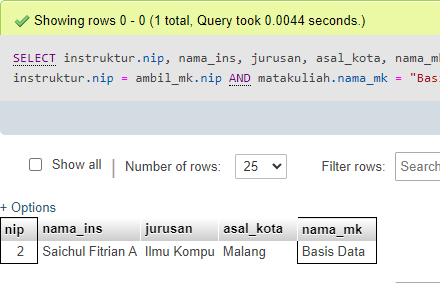 Showing rows 0 - 0 (1 total, Query took 0.0044 seconds.)
SELECT instruktur.nip, nama_ins, jurusan, asal_kota, nama_m
instruktur.nip = ambil_mk.nip AND matakuliah.nama_mk = "Bas
Show all | Number of rows: 25 Filter rows: Search
+ Options
nip nama_ins jurusan asal_kota nama_mk
2 Saichul Fitrian A Ilmu Kompu Malang Basis Data